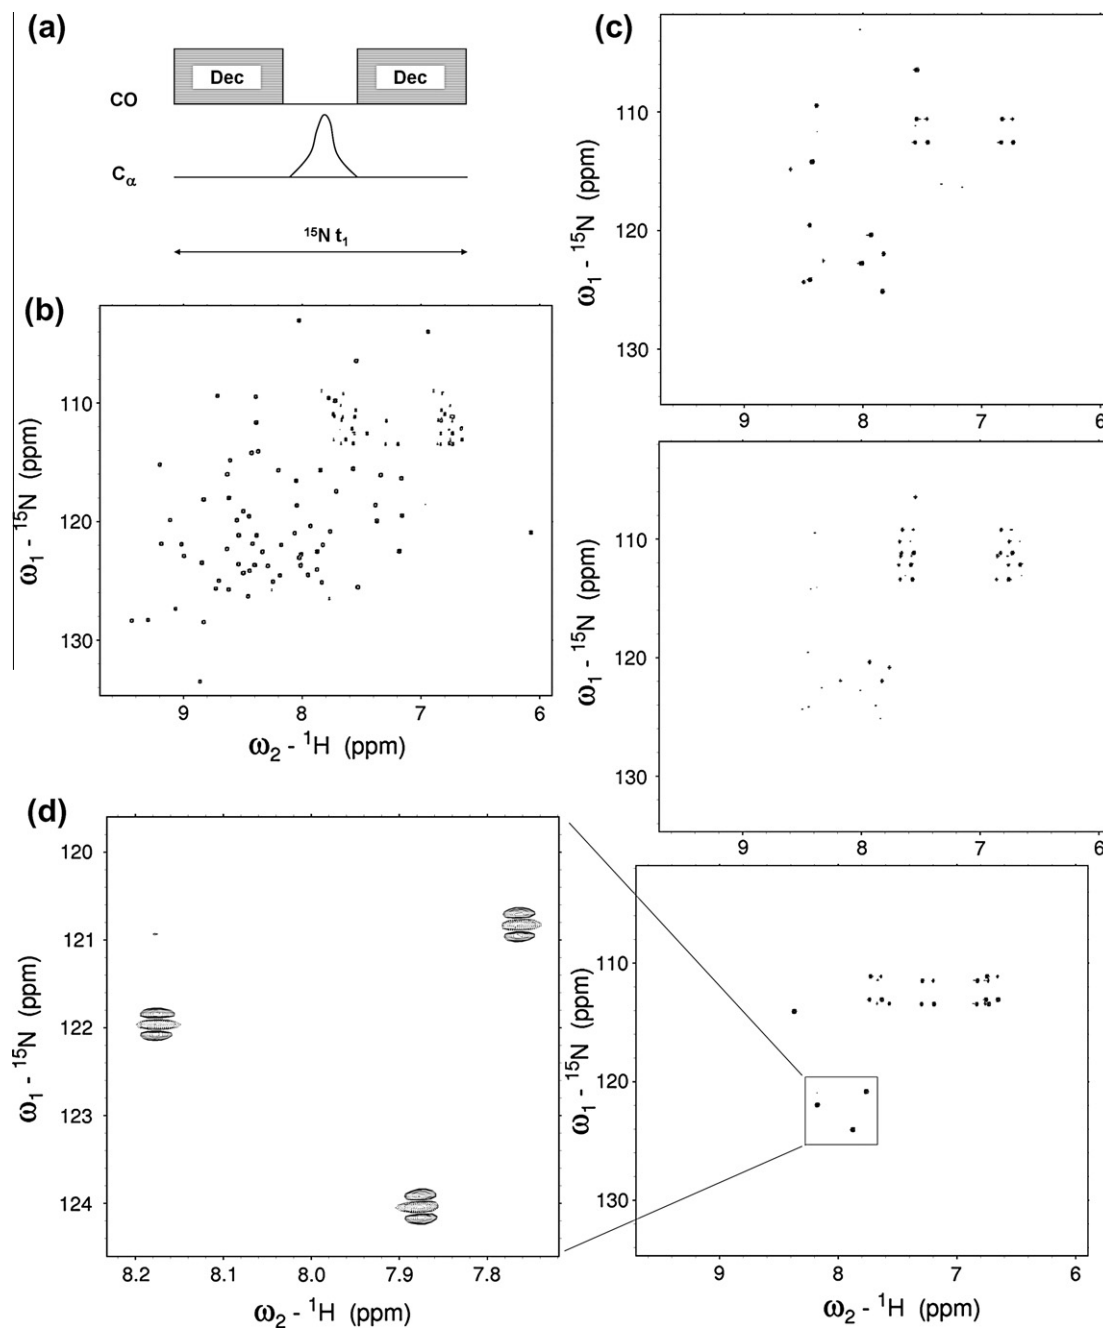 (a)
Dec
Dec
CO
Cα
¹⁵N t₁
(b)
110
120
130
ω₁ - ¹⁵N (ppm)
9
8
7
6
ω₂ - ¹H (ppm)
(c)
110
120
130
ω₁ - ¹⁵N (ppm)
9
8
7
6
110
120
130
ω₁ - ¹⁵N (ppm)
9
8
7
6
(d)
120
121
122
123
124
ω₁ - ¹⁵N (ppm)
8.2
8.1
8.0
7.9
7.8
ω₂ - ¹H (ppm)
110
120
130
ω₁ - ¹⁵N (ppm)
9
8
7
6
ω₂ - ¹H (ppm)